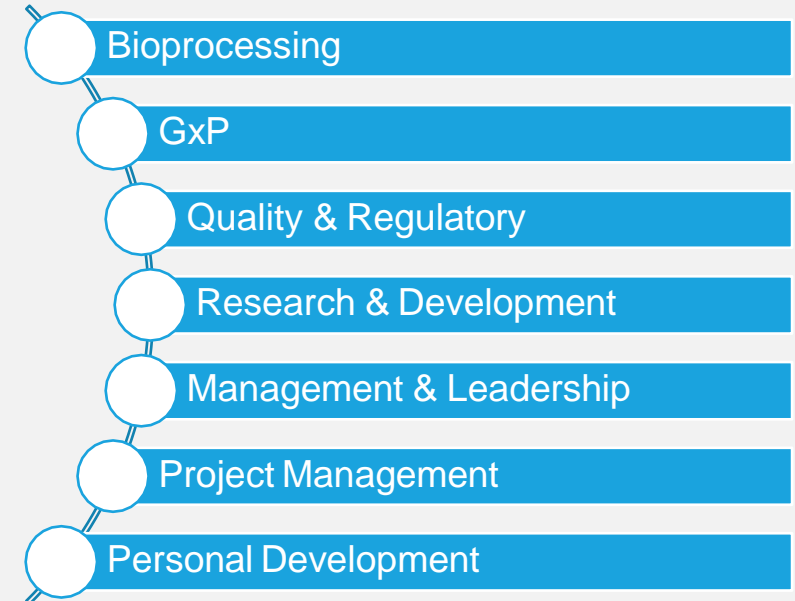 Bioprocessing
GxP
Quality & Regulatory
Research & Development
Management & Leadership
Project Management
Personal Development